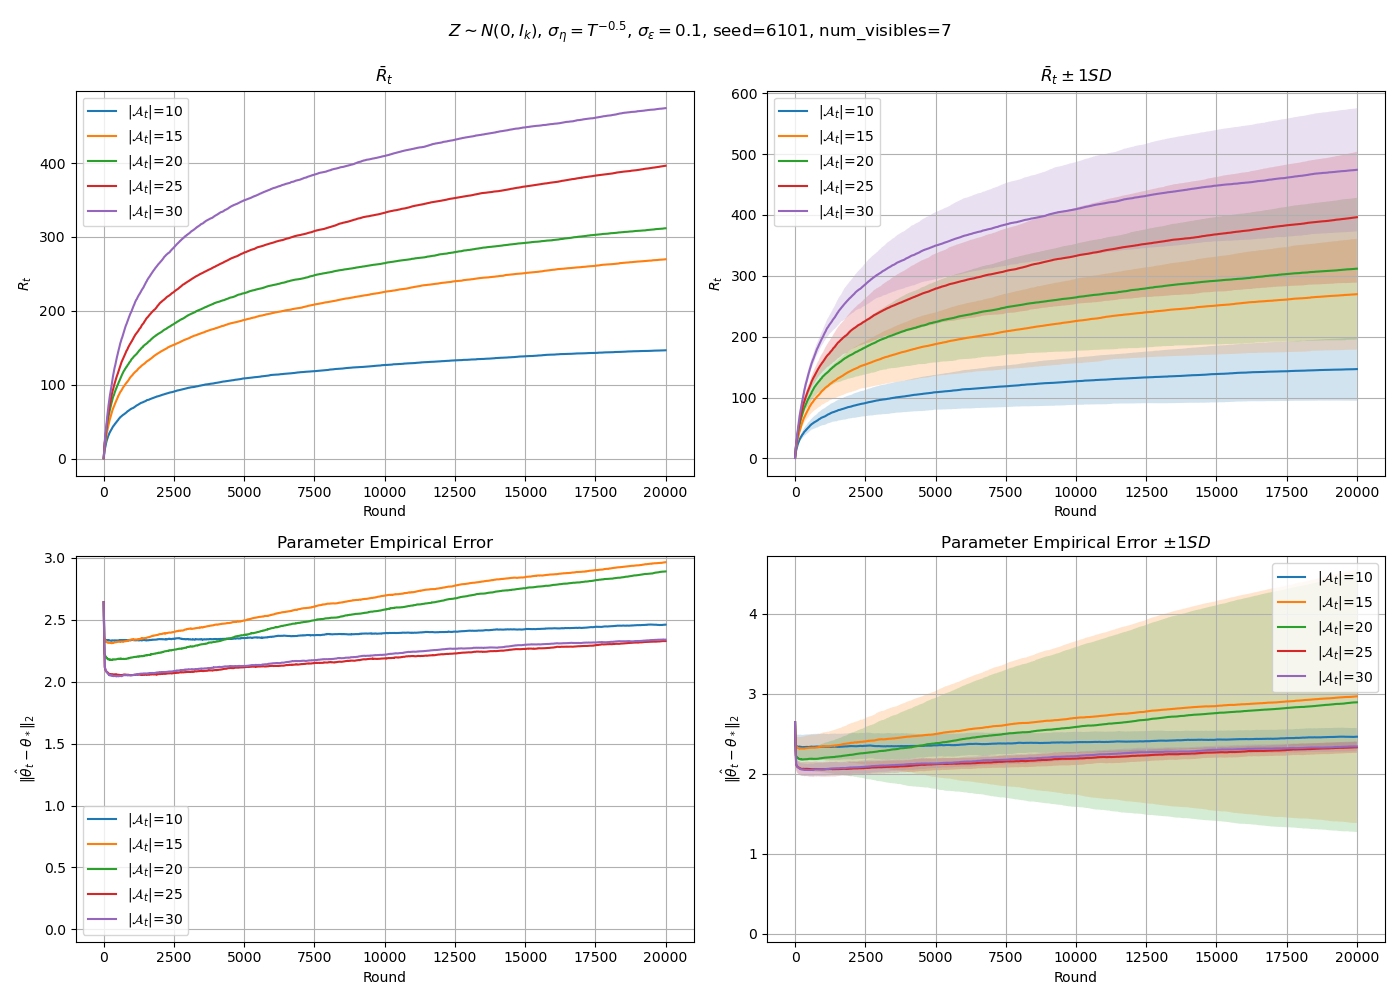 Z ∼ N(0, I_k), σ_η = T^{−0.5}, σ_ε = 0.1, seed=6101, num_visibles=7
R̄_t
R_t
400
300
200
100
0
|𝒜_t|=10
|𝒜_t|=15
|𝒜_t|=20
|𝒜_t|=25
|𝒜_t|=30
0 2500 5000 7500 10000 12500 15000 17500 20000
Round
R̄_t ± 1SD
R_t
600
500
400
300
200
100
0
|𝒜_t|=10
|𝒜_t|=15
|𝒜_t|=20
|𝒜_t|=25
|𝒜_t|=30
0 2500 5000 7500 10000 12500 15000 17500 20000
Round
Parameter Empirical Error
‖θ̂_t − θ_*‖_2
3.0
2.5
2.0
1.5
1.0
0.5
0.0
|𝒜_t|=10
|𝒜_t|=15
|𝒜_t|=20
|𝒜_t|=25
|𝒜_t|=30
0 2500 5000 7500 10000 12500 15000 17500 20000
Round
Parameter Empirical Error ±1SD
‖θ̂_t − θ_*‖_2
4
3
2
1
0
|𝒜_t|=10
|𝒜_t|=15
|𝒜_t|=20
|𝒜_t|=25
|𝒜_t|=30
0 2500 5000 7500 10000 12500 15000 17500 20000
Round